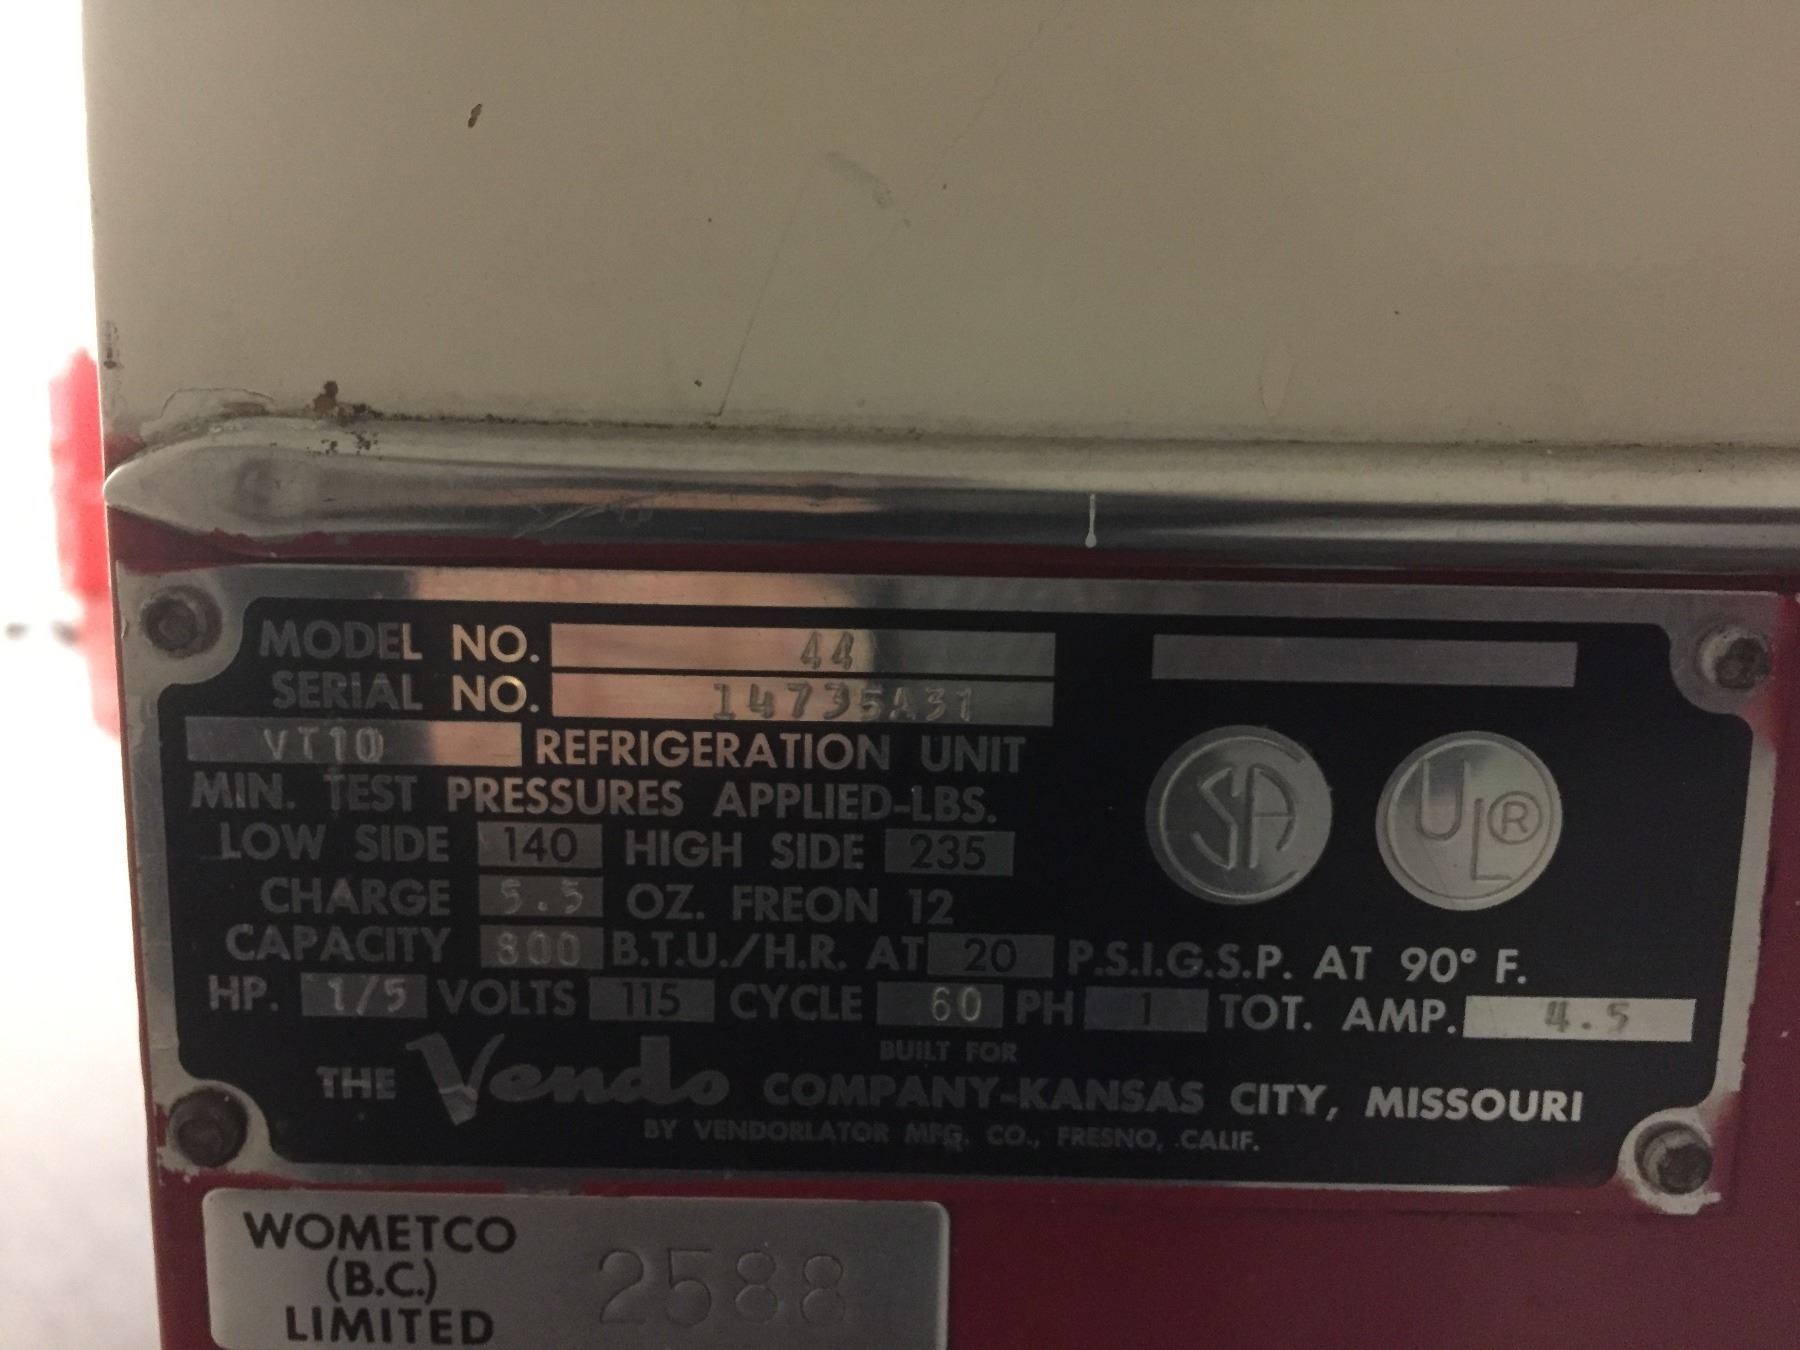 MODEL NO. 44
SERIAL NO. 14735A31
VT10 REFRIGERATION UNIT
MIN. TEST PRESSURES APPLIED-LBS.
LOW SIDE 140 HIGH SIDE 235
CHARGE 5.5 OZ. FREON 12
CAPACITY 800 B.T.U./H.R. AT 20 P.S.I.G.S.P. AT 90° F.
HP. 1/5 VOLTS 115 CYCLE 60 PH 1 TOT. AMP. 4.5
BUILT FOR
THE Vendo COMPANY-KANSAS CITY, MISSOURI
BY VENDORLATOR MFG. CO., FRESNO, CALIF.
SA
UL®
WOMETCO
(B.C.)
LIMITED
2588